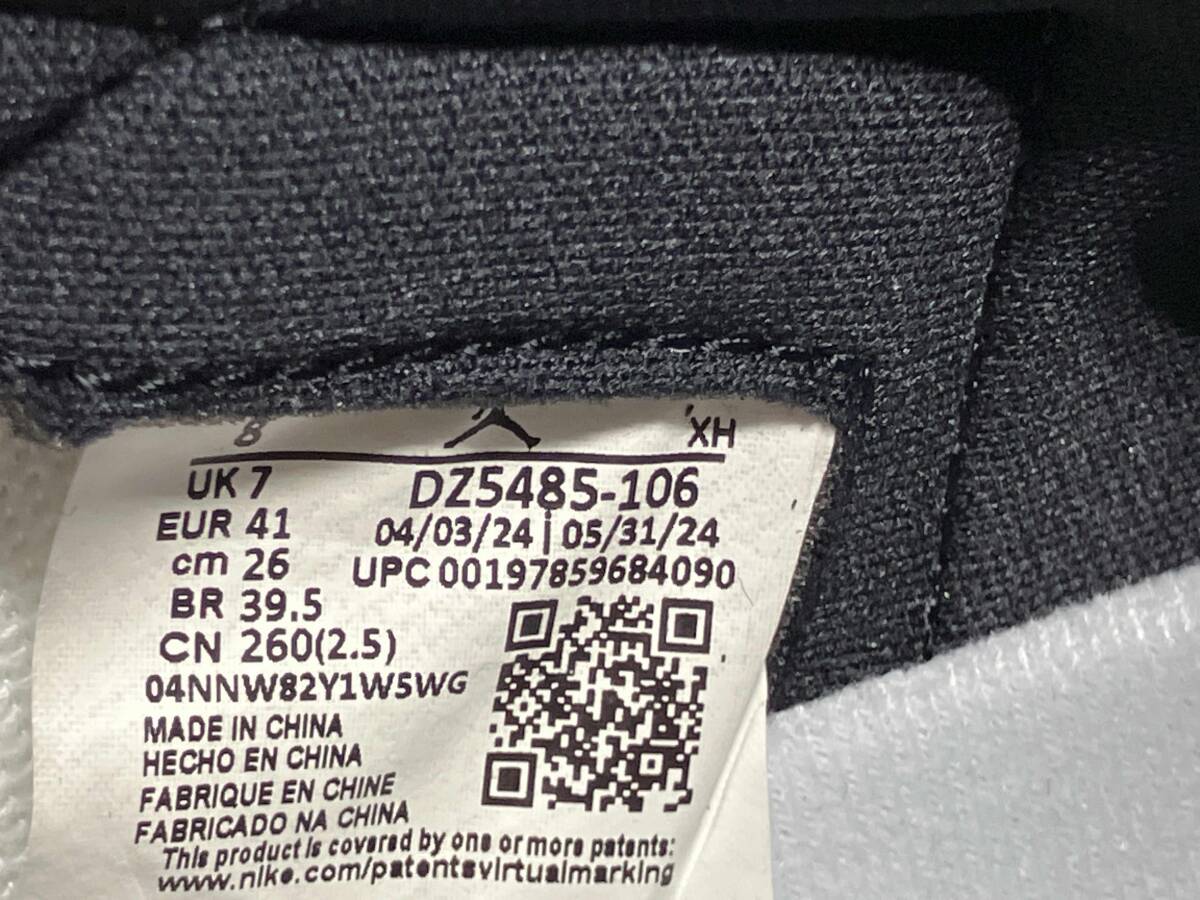 8 XH
UK 7 DZ5485-106
EUR 41 04/03/24 | 05/31/24
cm 26 UPC 00197859684090
BR 39.5
CN 260(2.5)
04NNW82Y1W5WG
MADE IN CHINA
HECHO EN CHINA
FABRIQUE EN CHINE
FABRICADO NA CHINA
This product is covered by one or more patents:
www.nike.com/patentsvirtualmarking